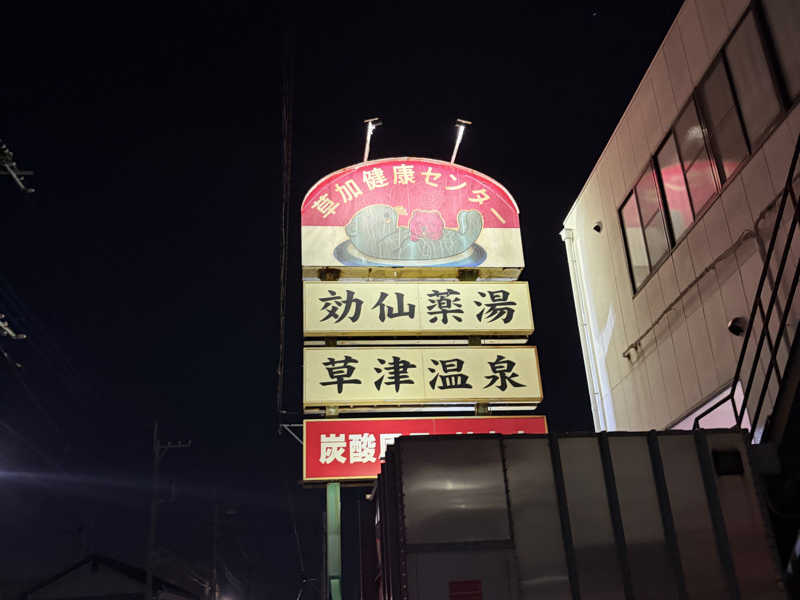 草加健康センター
効仙薬湯
草津温泉
炭酸